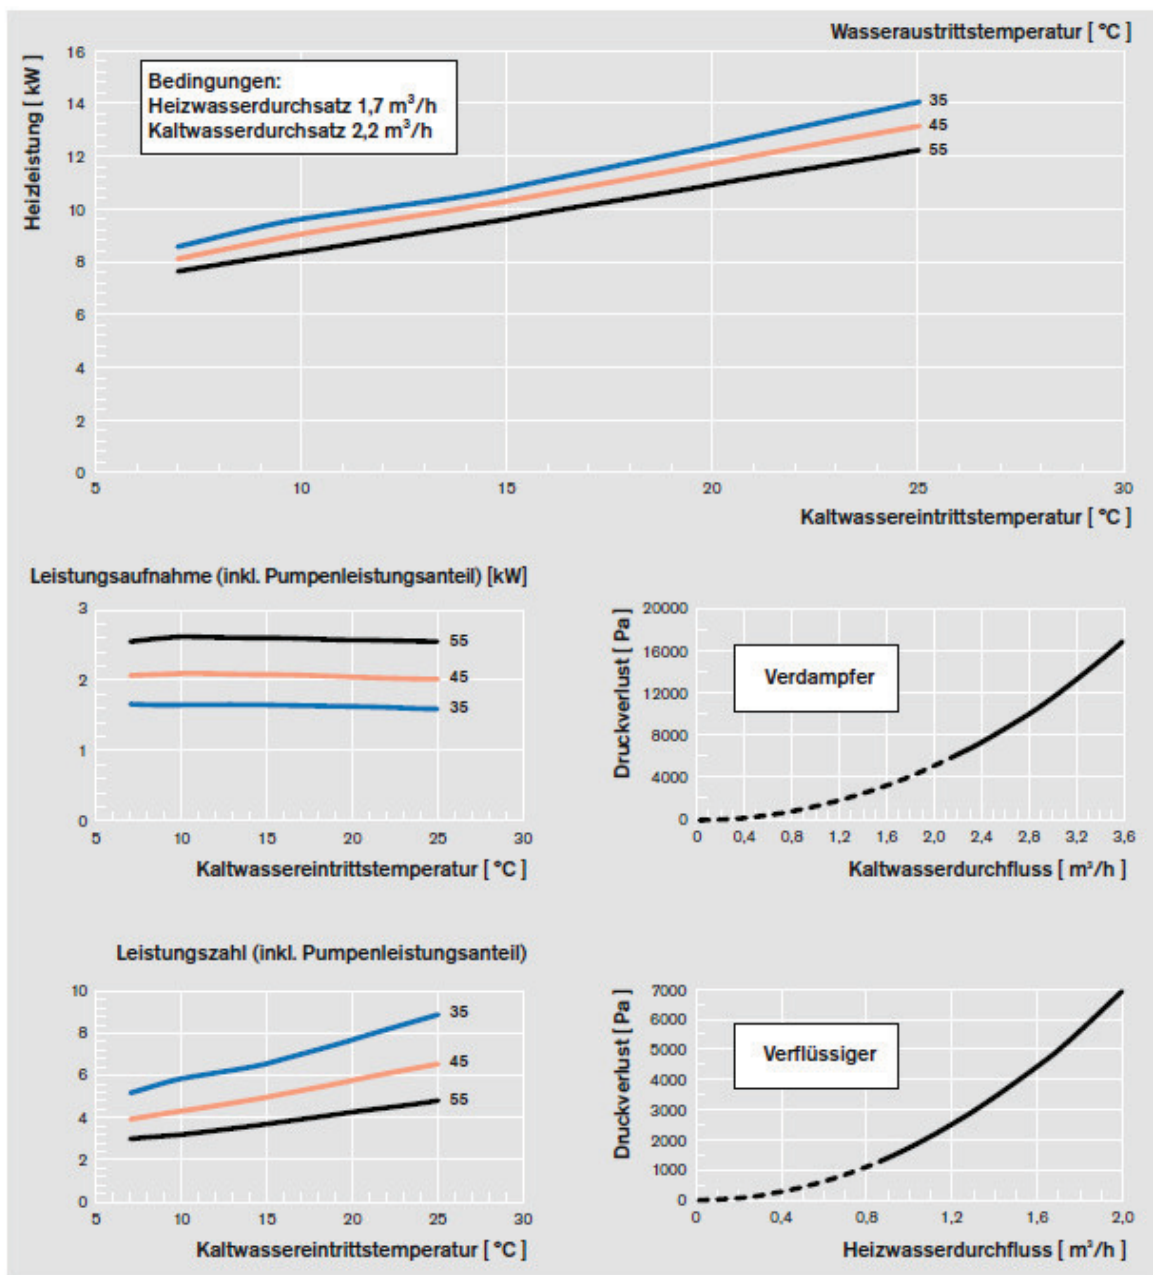 Wasseraustrittstemperatur [ °C ]
Heizleistung [ kW ]
16
14
12
10
8
6
4
2
0
Bedingungen:
Heizwasserdurchsatz 1,7 m³/h
Kaltwasserdurchsatz 2,2 m³/h
35
45
55
5 10 15 20 25 30
Kaltwassereintrittstemperatur [ °C ]
Leistungsaufnahme (inkl. Pumpenleistungsanteil) [kW]
3
2
1
0
55
45
35
5 10 15 20 25 30
Kaltwassereintrittstemperatur [ °C ]
Druckverlust [ Pa ]
20000
16000
12000
8000
4000
0
Verdampfer
0 0,4 0,8 1,2 1,6 2,0 2,4 2,8 3,2 3,6
Kaltwasserdurchfluss [ m³/h ]
Leistungszahl (inkl. Pumpenleistungsanteil)
10
8
6
4
2
0
35
45
55
5 10 15 20 25 30
Kaltwassereintrittstemperatur [ °C ]
Druckverlust [ Pa ]
7000
6000
5000
4000
3000
2000
1000
0
Verflüssiger
0 0,4 0,8 1,2 1,6 2,0
Heizwasserdurchfluss [ m³/h ]